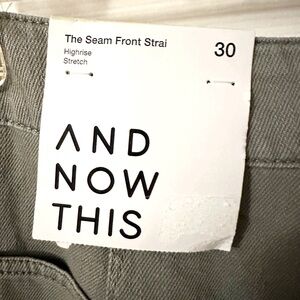 The Seam Front Strai
Highrise
Stretch
30
AND
NOW
THIS